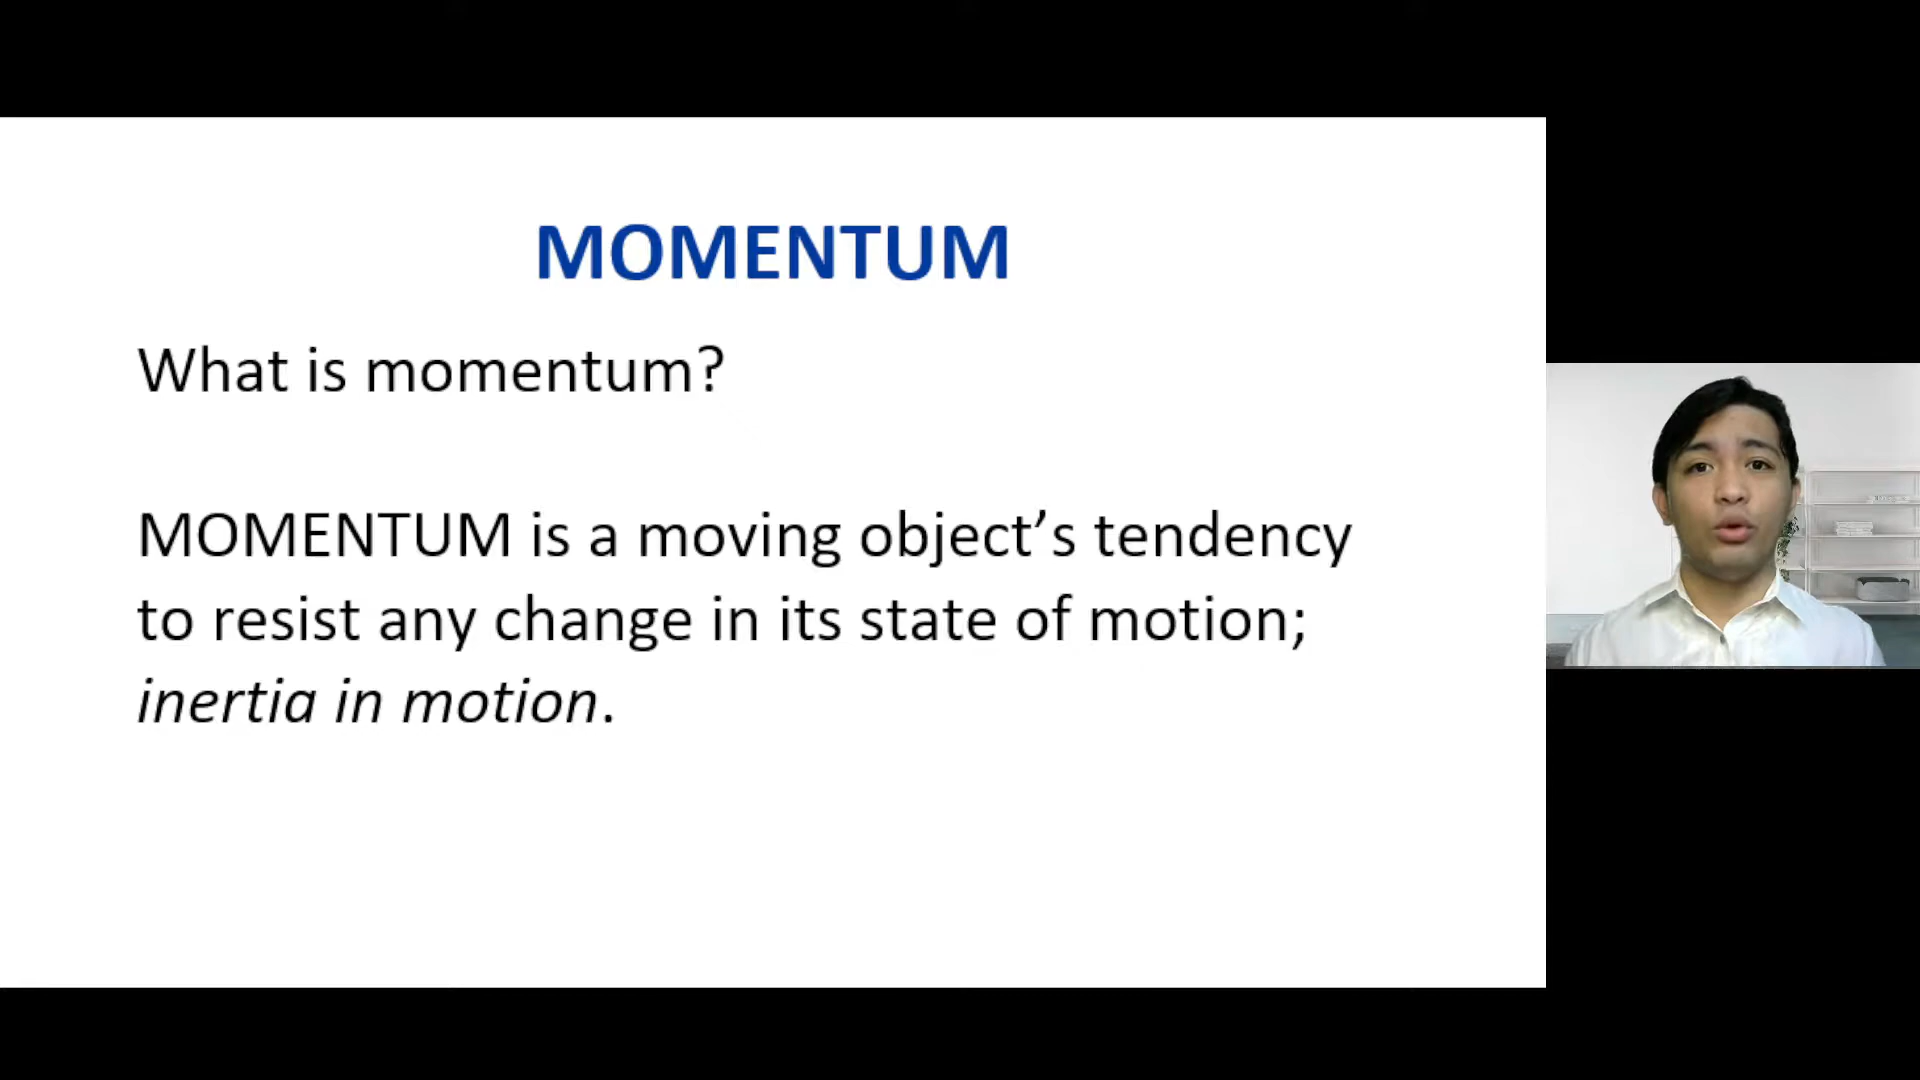 MOMENTUM
What is momentum?
MOMENTUM is a moving object’s tendency
to resist any change in its state of motion;
inertia in motion.